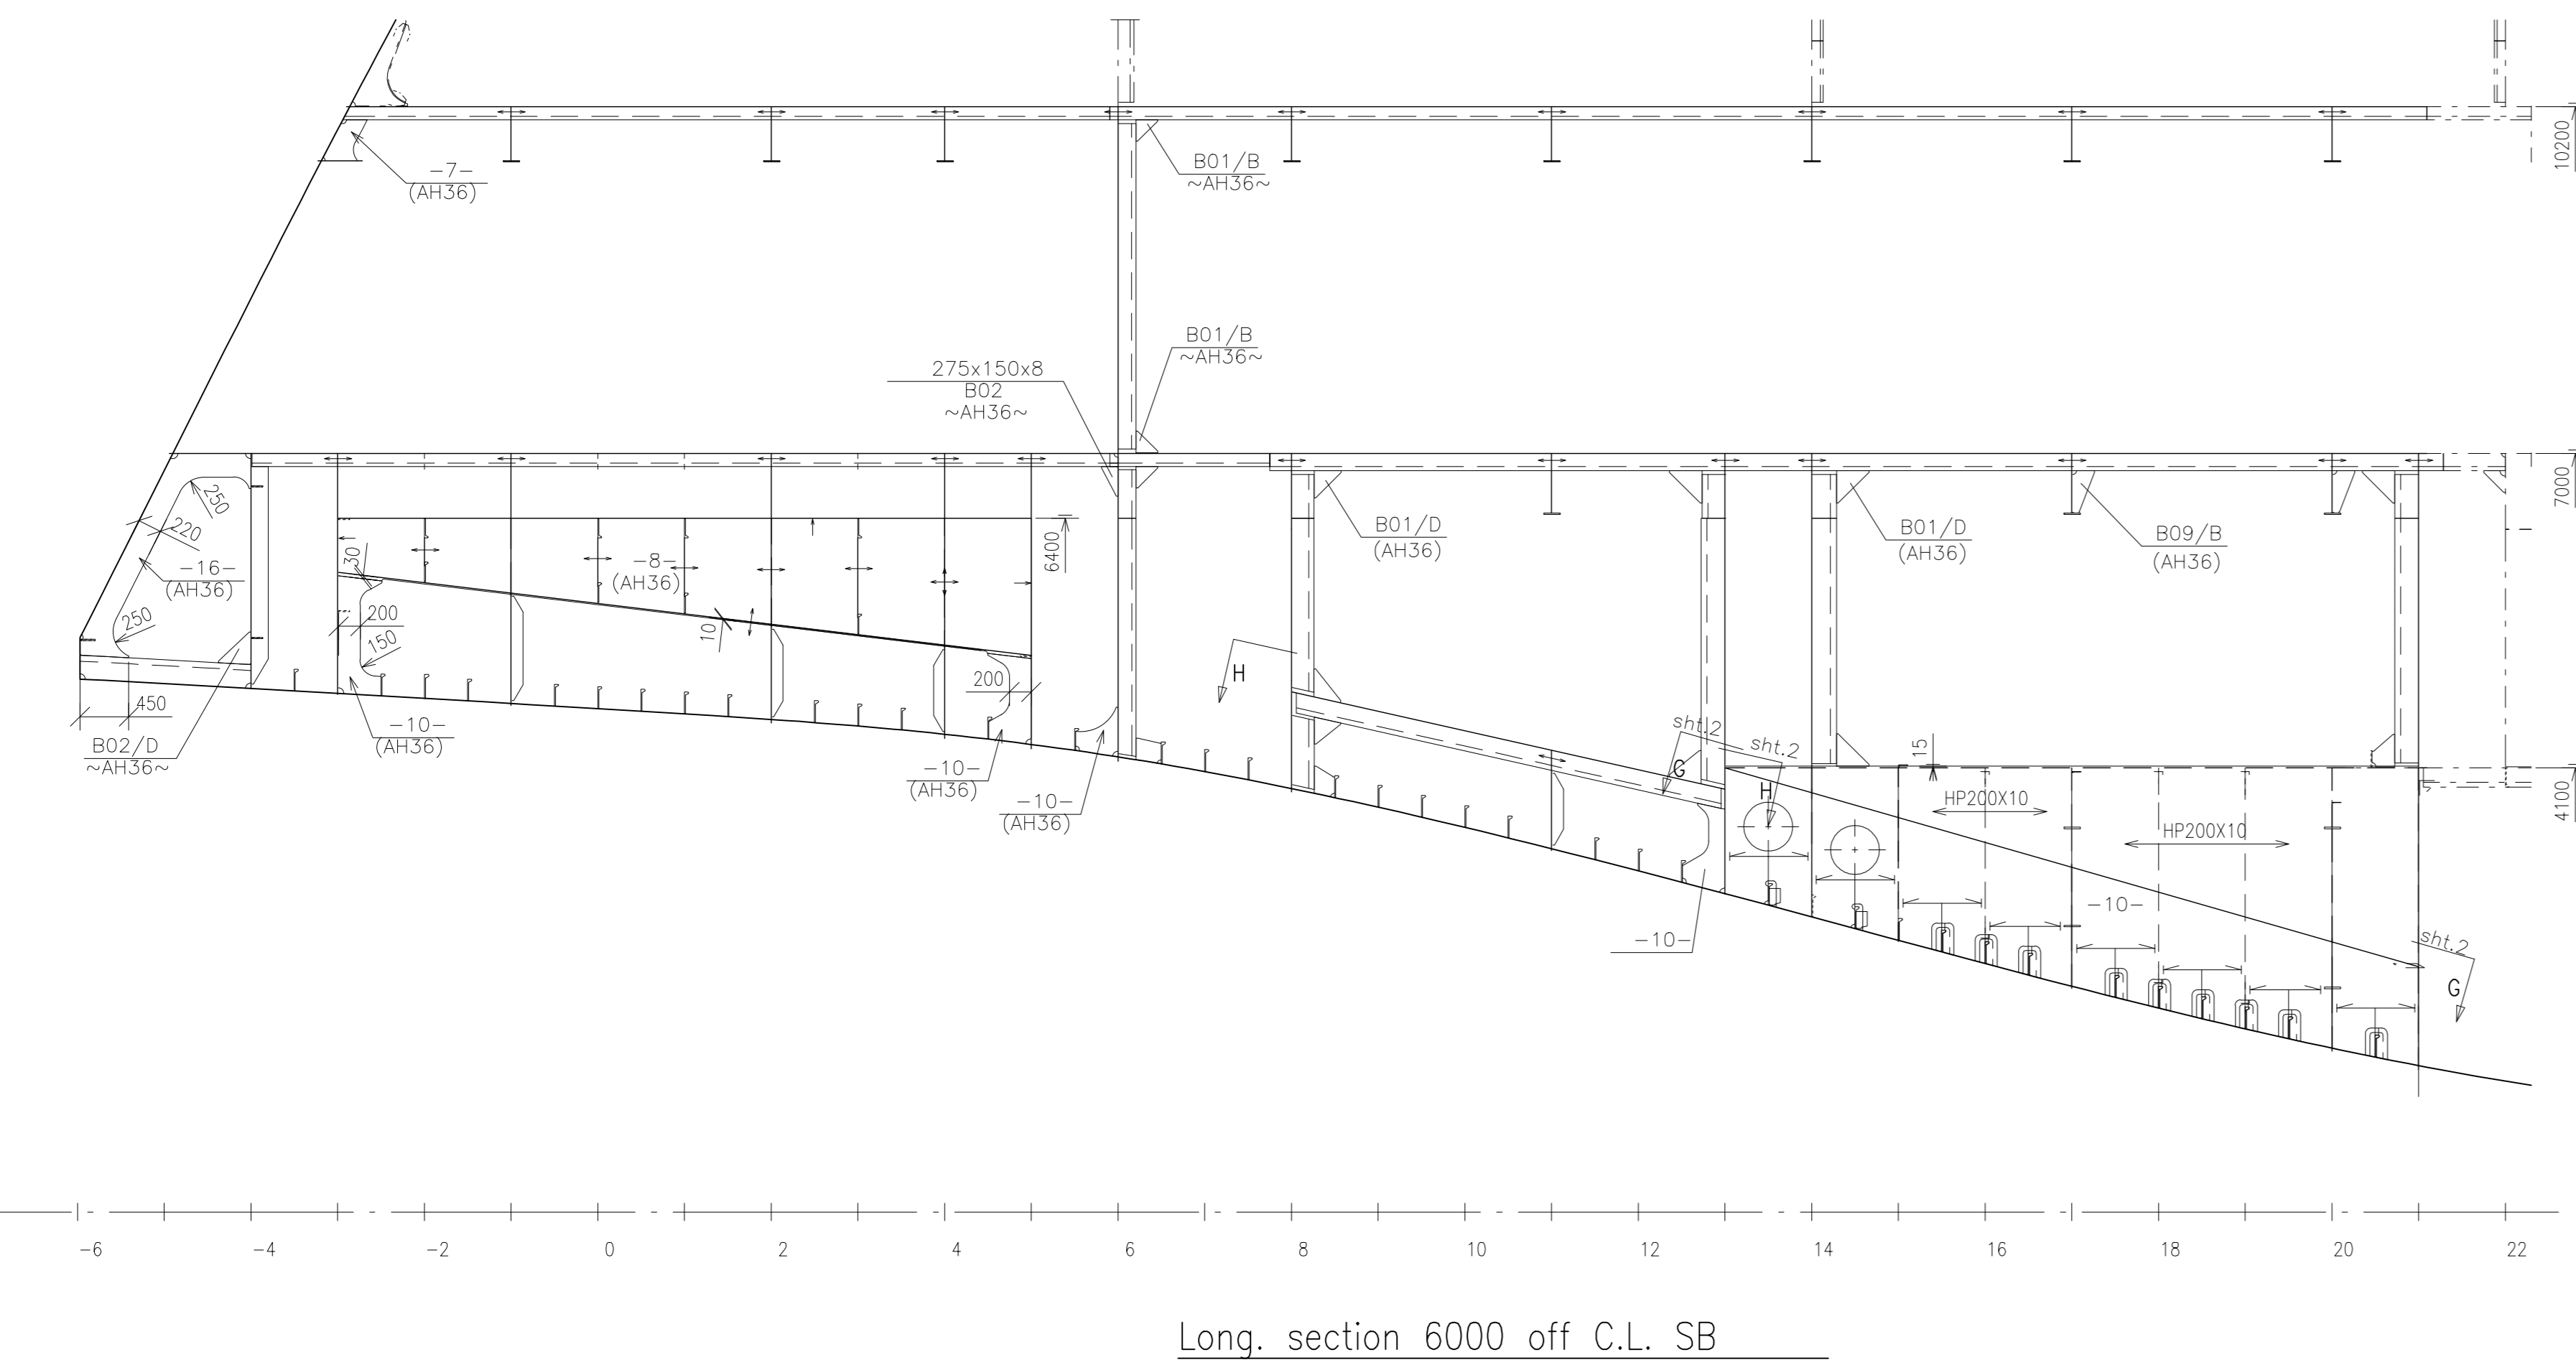 10200
-7-
(AH36)
B01/B
~AH36~
B01/B
~AH36~
275x150x8
B02
~AH36~
7000
250
220
-16-
(AH36)
250
30
200
150
-8-
(AH36)
10
6400
B01/D
(AH36)
B01/D
(AH36)
B09/B
(AH36)
H
200
450
B02/D
~AH36~
-10-
(AH36)
-10-
(AH36)
-10-
(AH36)
sht.2
G
sht.2
H
15
HP200X10
HP200X10
4100
-10-
-10-
sht.2
G
-6 -4 -2 0 2 4 6 8 10 12 14 16 18 20 22
Long. section 6000 off C.L. SB